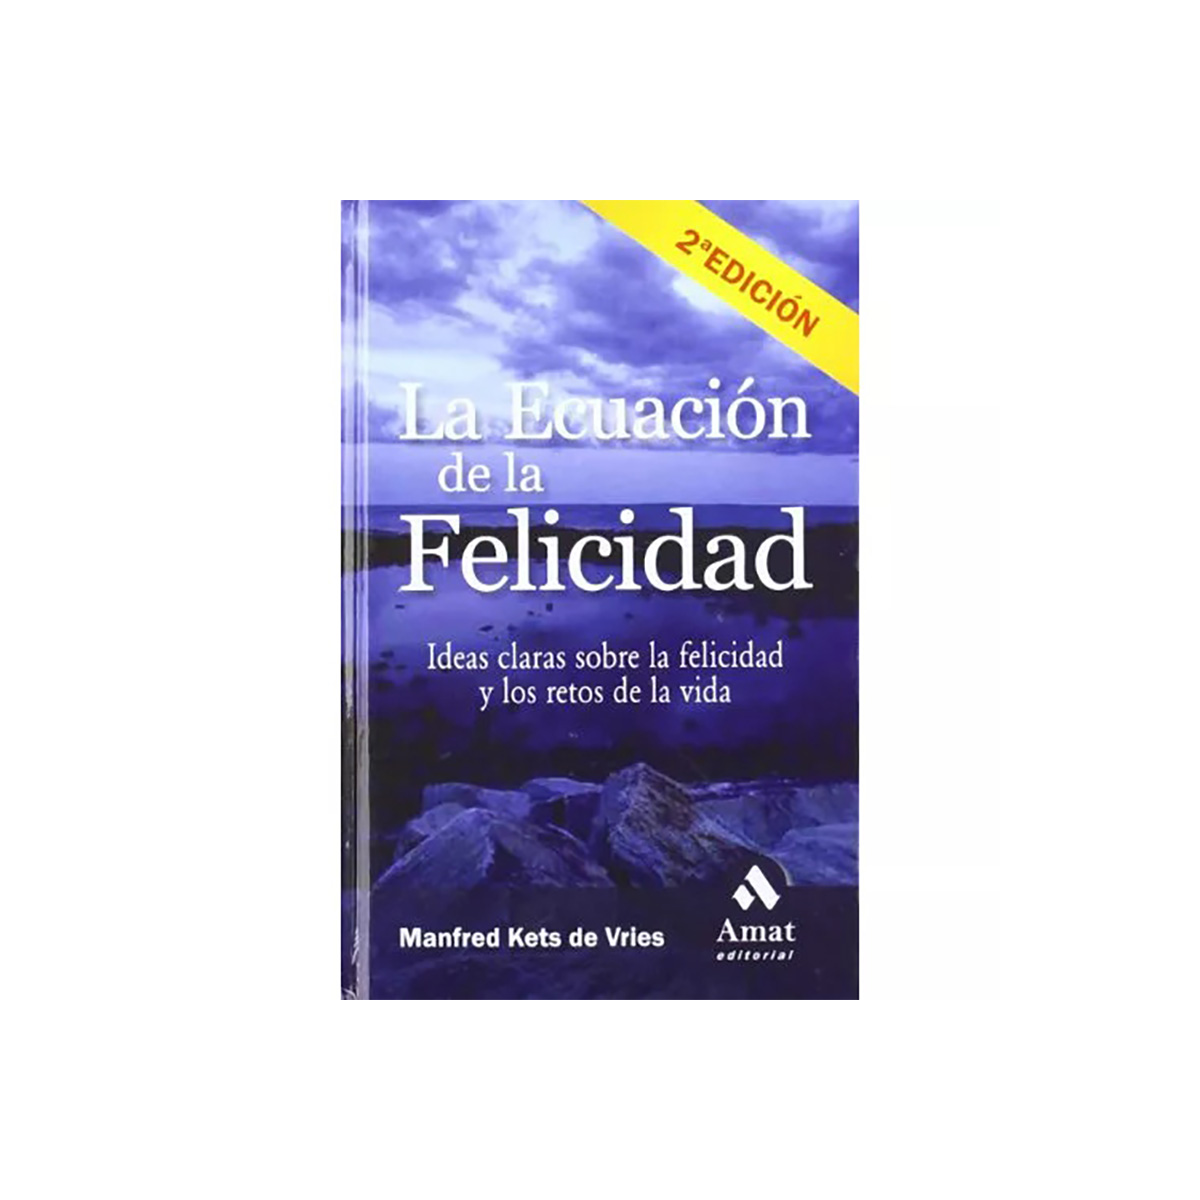 2ª EDICIÓN
La Ecuación
de la
Felicidad
Ideas claras sobre la felicidad
y los retos de la vida
Manfred Kets de Vries
Amat
editorial